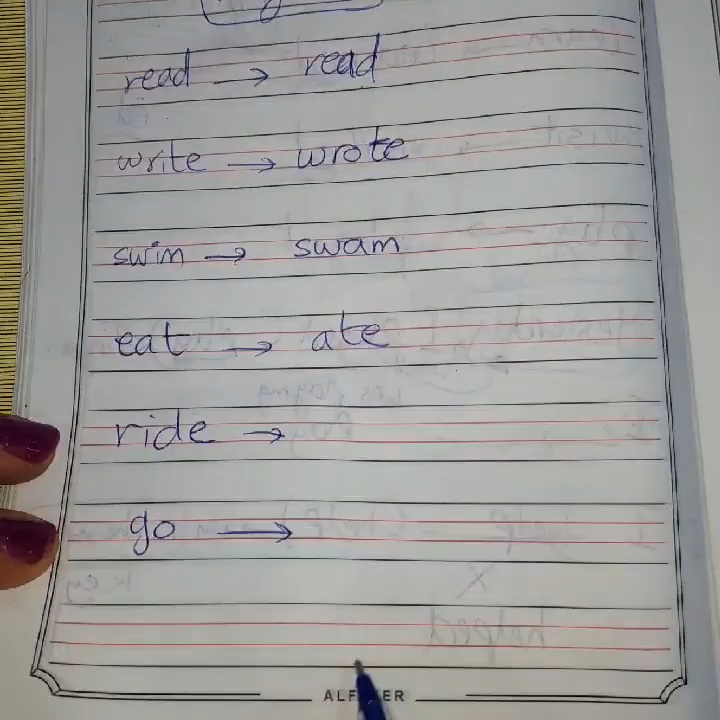 read → read
write → wrote
swim → swam
eat → ate
ride →
go →